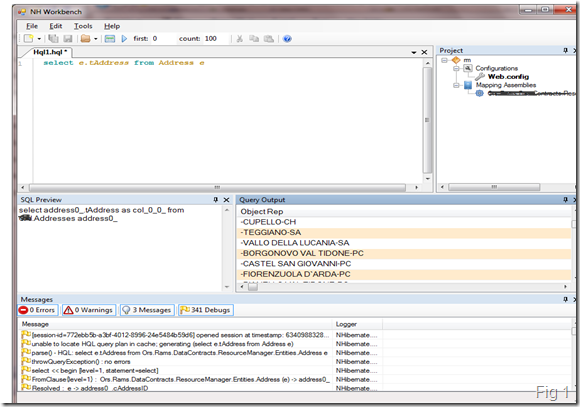 NH Workbench
File Edit Tools Help
first: 0 count: 100
Hql1.hql *
1 select e.tAddress from Address e
Project
rm
Configurations
Web.config
Mapping Assemblies
SQL Preview
select address0_.tAddress as col_0_0_ from
.Addresses address0_
Query Output
Object Rep
-CUPELLO-CH
-TEGGIANO-SA
-VALLO DELLA LUCANIA-SA
-BORGONOVO VAL TIDONE-PC
-CASTEL SAN GIOVANNI-PC
-FIORENZUOLA D'ARDA-PC
Messages
0 Errors 0 Warnings 3 Messages 341 Debugs
Message Logger
[session-id=772ebb5b-a3bf-4012-8996-24e5484b59d6] opened session at timestamp: 6340988328... NHibernate....
unable to locate HQL query plan in cache; generating (select e.tAddress from Address e) NHibernate....
parse() - HQL: select e.tAddress from Ors.Rams.DataContracts.ResourceManager.Entities.Address e NHibernate....
throwQueryException() : no errors NHibernate....
select << begin [level=1, statement=select] NHibernate....
FromClause{level=1} : Ors.Rams.DataContracts.ResourceManager.Entities.Address (e) -> address0_ NHibernate....
Resolved : e -> address0_.cAddressID NHibernate....
Fig 1